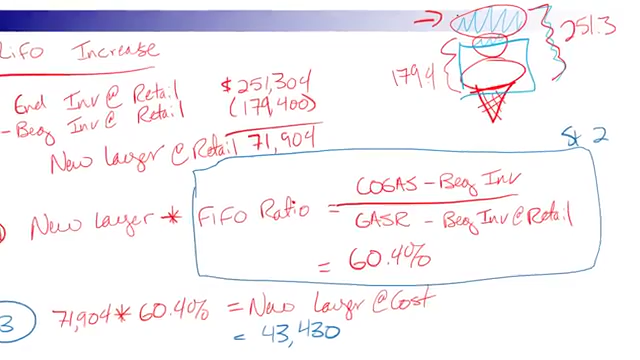 LIFO Increase
End Inv @ Retail $251,304
- Beg Inv @ Retail (179,400)
New Layer @ Retail 71,904
251.3
179.4
St 2
New Layer * FIFO Ratio = COGAS - Beg Inv
GASR - Beg Inv @ Retail
= 60.4%
3 71,904 * 60.40% = New Layer @ Cost
= 43,430